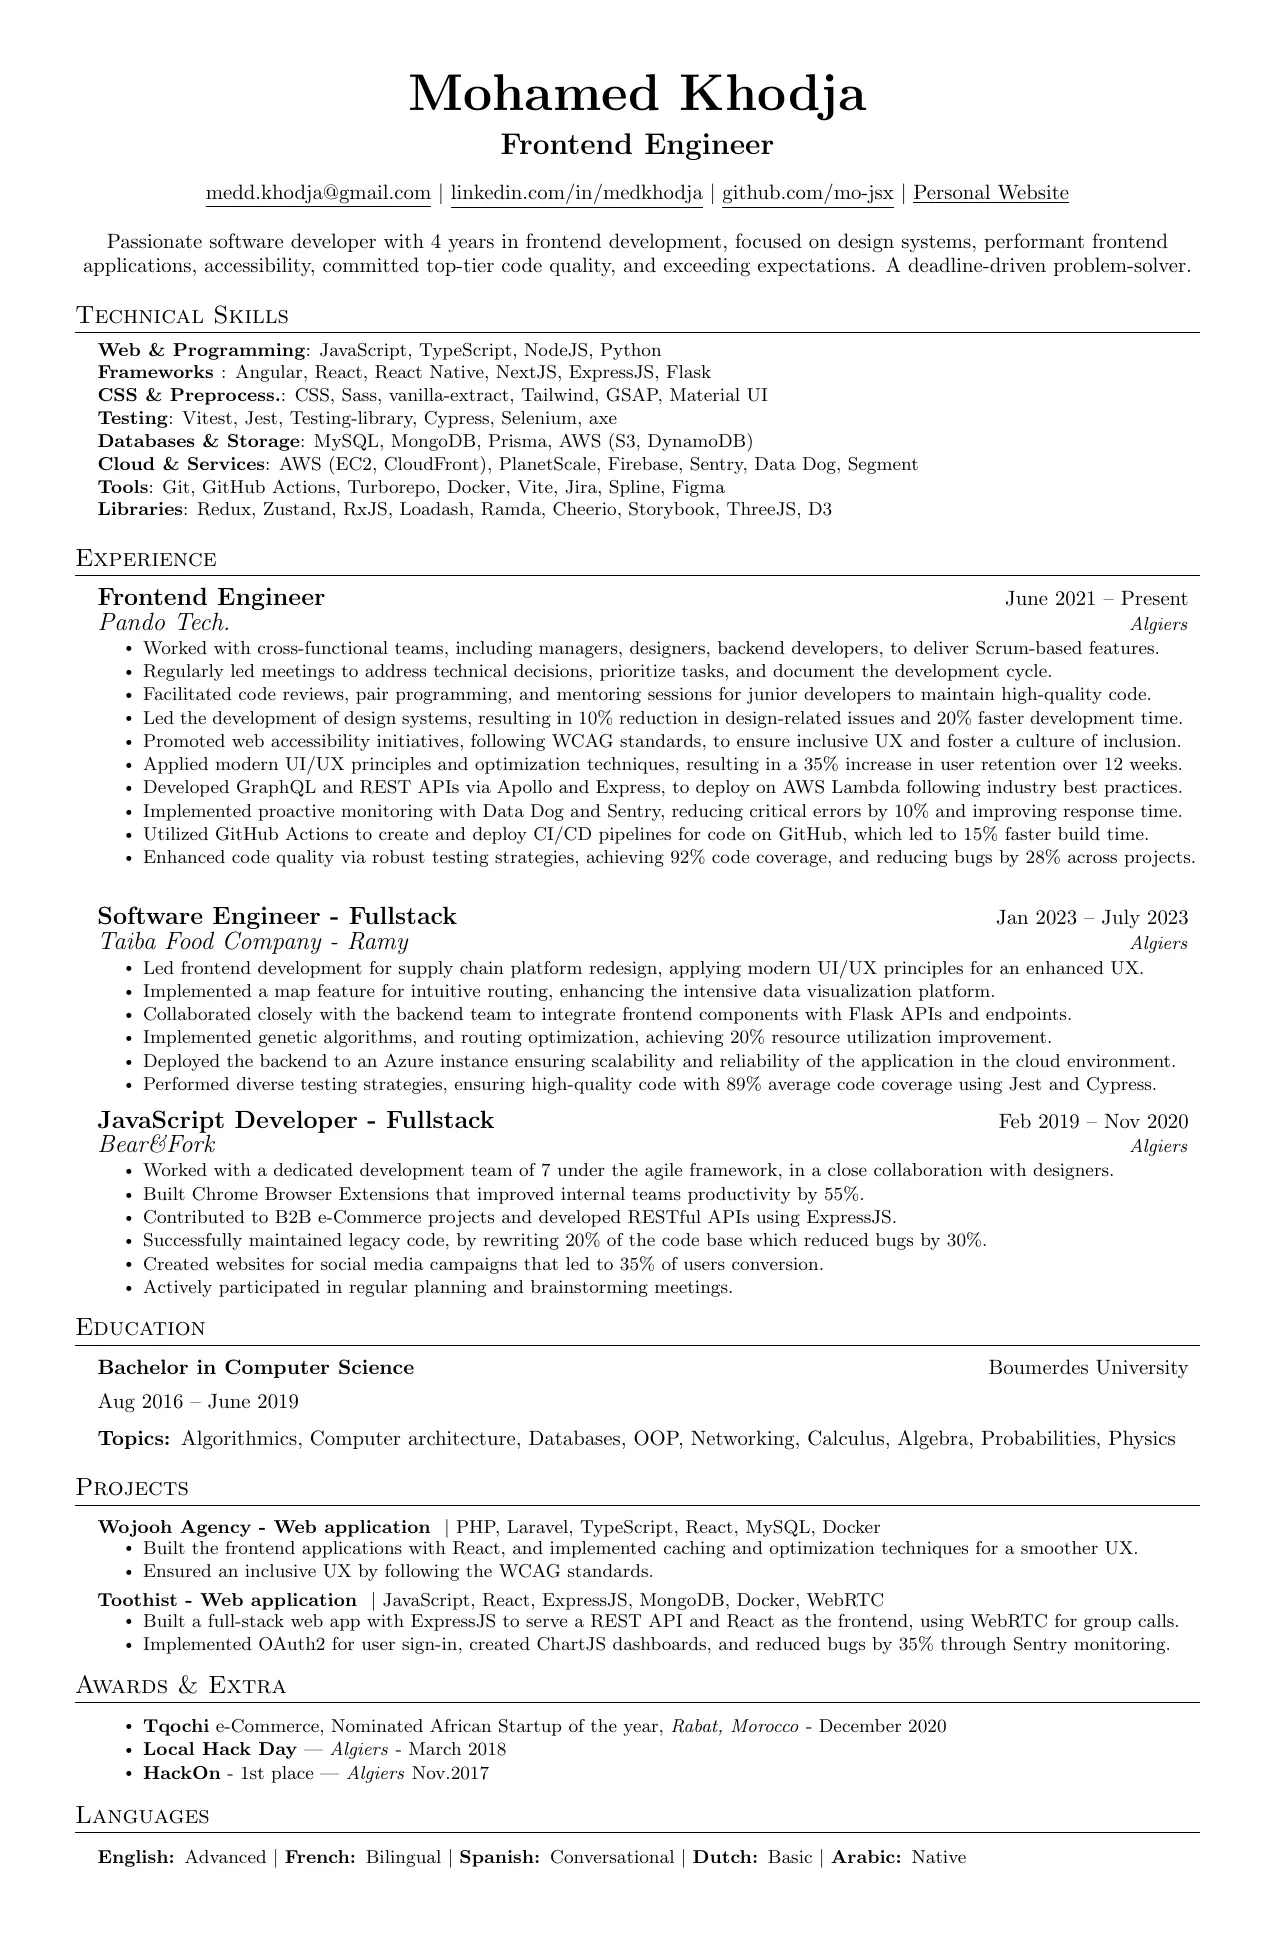 Mohamed Khodja
Frontend Engineer
medd.khodja@gmail.com | linkedin.com/in/medkhodja | github.com/mo-jsx | Personal Website
Passionate software developer with 4 years in frontend development, focused on design systems, performant frontend
applications, accessibility, committed top-tier code quality, and exceeding expectations. A deadline-driven problem-solver.
Technical Skills
Web & Programming: JavaScript, TypeScript, NodeJS, Python
Frameworks : Angular, React, React Native, NextJS, ExpressJS, Flask
CSS & Preprocess.: CSS, Sass, vanilla-extract, Tailwind, GSAP, Material UI
Testing: Vitest, Jest, Testing-library, Cypress, Selenium, axe
Databases & Storage: MySQL, MongoDB, Prisma, AWS (S3, DynamoDB)
Cloud & Services: AWS (EC2, CloudFront), PlanetScale, Firebase, Sentry, Data Dog, Segment
Tools: Git, GitHub Actions, Turborepo, Docker, Vite, Jira, Spline, Figma
Libraries: Redux, Zustand, RxJS, Loadash, Ramda, Cheerio, Storybook, ThreeJS, D3
Experience
Frontend Engineer June 2021 – Present
Pando Tech. Algiers
• Worked with cross-functional teams, including managers, designers, backend developers, to deliver Scrum-based features.
• Regularly led meetings to address technical decisions, prioritize tasks, and document the development cycle.
• Facilitated code reviews, pair programming, and mentoring sessions for junior developers to maintain high-quality code.
• Led the development of design systems, resulting in 10% reduction in design-related issues and 20% faster development time.
• Promoted web accessibility initiatives, following WCAG standards, to ensure inclusive UX and foster a culture of inclusion.
• Applied modern UI/UX principles and optimization techniques, resulting in a 35% increase in user retention over 12 weeks.
• Developed GraphQL and REST APIs via Apollo and Express, to deploy on AWS Lambda following industry best practices.
• Implemented proactive monitoring with Data Dog and Sentry, reducing critical errors by 10% and improving response time.
• Utilized GitHub Actions to create and deploy CI/CD pipelines for code on GitHub, which led to 15% faster build time.
• Enhanced code quality via robust testing strategies, achieving 92% code coverage, and reducing bugs by 28% across projects.
Software Engineer - Fullstack Jan 2023 – July 2023
Taiba Food Company - Ramy Algiers
• Led frontend development for supply chain platform redesign, applying modern UI/UX principles for an enhanced UX.
• Implemented a map feature for intuitive routing, enhancing the intensive data visualization platform.
• Collaborated closely with the backend team to integrate frontend components with Flask APIs and endpoints.
• Implemented genetic algorithms, and routing optimization, achieving 20% resource utilization improvement.
• Deployed the backend to an Azure instance ensuring scalability and reliability of the application in the cloud environment.
• Performed diverse testing strategies, ensuring high-quality code with 89% average code coverage using Jest and Cypress.
JavaScript Developer - Fullstack Feb 2019 – Nov 2020
Bear&Fork Algiers
• Worked with a dedicated development team of 7 under the agile framework, in a close collaboration with designers.
• Built Chrome Browser Extensions that improved internal teams productivity by 55%.
• Contributed to B2B e-Commerce projects and developed RESTful APIs using ExpressJS.
• Successfully maintained legacy code, by rewriting 20% of the code base which reduced bugs by 30%.
• Created websites for social media campaigns that led to 35% of users conversion.
• Actively participated in regular planning and brainstorming meetings.
Education
Bachelor in Computer Science Boumerdes University
Aug 2016 – June 2019
Topics: Algorithmics, Computer architecture, Databases, OOP, Networking, Calculus, Algebra, Probabilities, Physics
Projects
Wojooh Agency - Web application | PHP, Laravel, TypeScript, React, MySQL, Docker
• Built the frontend applications with React, and implemented caching and optimization techniques for a smoother UX.
• Ensured an inclusive UX by following the WCAG standards.
Toothist - Web application | JavaScript, React, ExpressJS, MongoDB, Docker, WebRTC
• Built a full-stack web app with ExpressJS to serve a REST API and React as the frontend, using WebRTC for group calls.
• Implemented OAuth2 for user sign-in, created ChartJS dashboards, and reduced bugs by 35% through Sentry monitoring.
Awards & Extra
• Tqochi e-Commerce, Nominated African Startup of the year, Rabat, Morocco - December 2020
• Local Hack Day — Algiers - March 2018
• HackOn - 1st place — Algiers Nov.2017
Languages
English: Advanced | French: Bilingual | Spanish: Conversational | Dutch: Basic | Arabic: Native